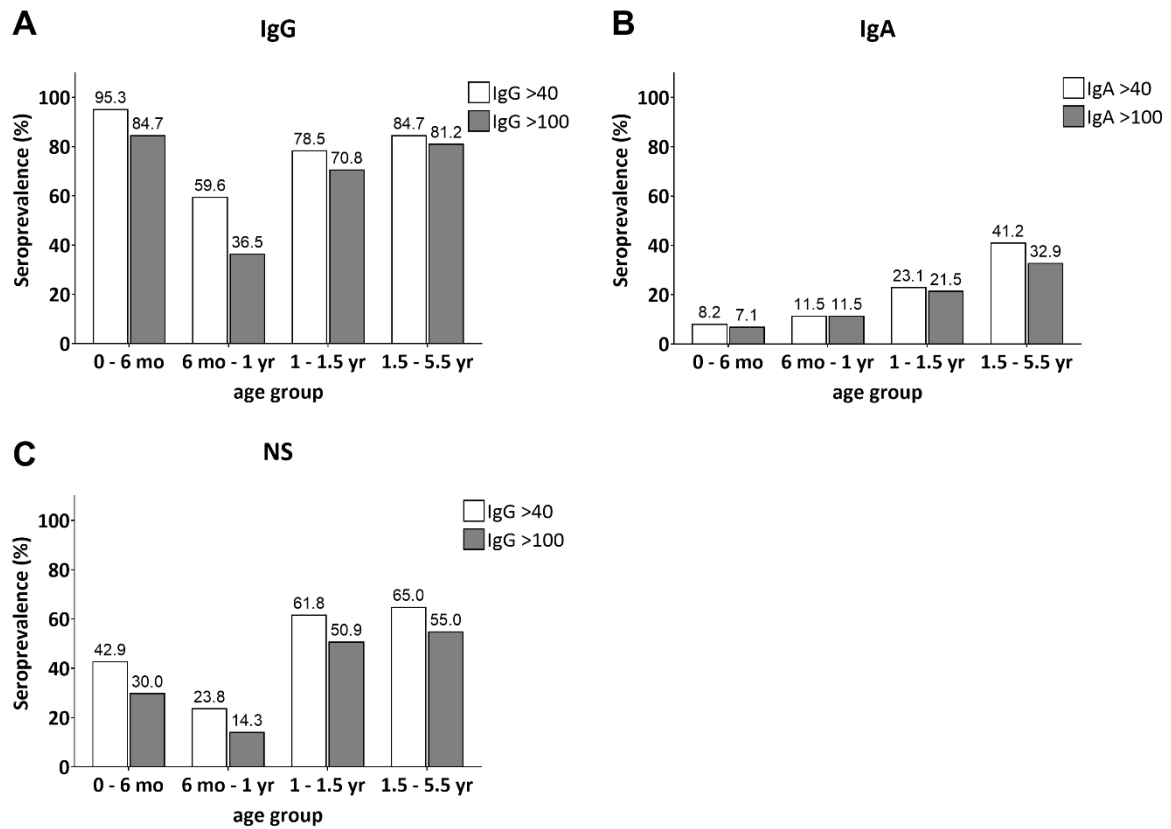 A
IgG
IgG >40
IgG >100
Seroprevalence (%)
100
80
60
40
20
0
95.3
84.7
59.6
36.5
78.5
70.8
84.7
81.2
0 - 6 mo 6 mo - 1 yr 1 - 1.5 yr 1.5 - 5.5 yr
age group
B
IgA
IgA >40
IgA >100
Seroprevalence (%)
100
80
60
40
20
0
8.2
7.1
11.5
11.5
23.1
21.5
41.2
32.9
0 - 6 mo 6 mo - 1 yr 1 - 1.5 yr 1.5 - 5.5 yr
age group
C
NS
IgG >40
IgG >100
Seroprevalence (%)
100
80
60
40
20
0
42.9
30.0
23.8
14.3
61.8
50.9
65.0
55.0
0 - 6 mo 6 mo - 1 yr 1 - 1.5 yr 1.5 - 5.5 yr
age group